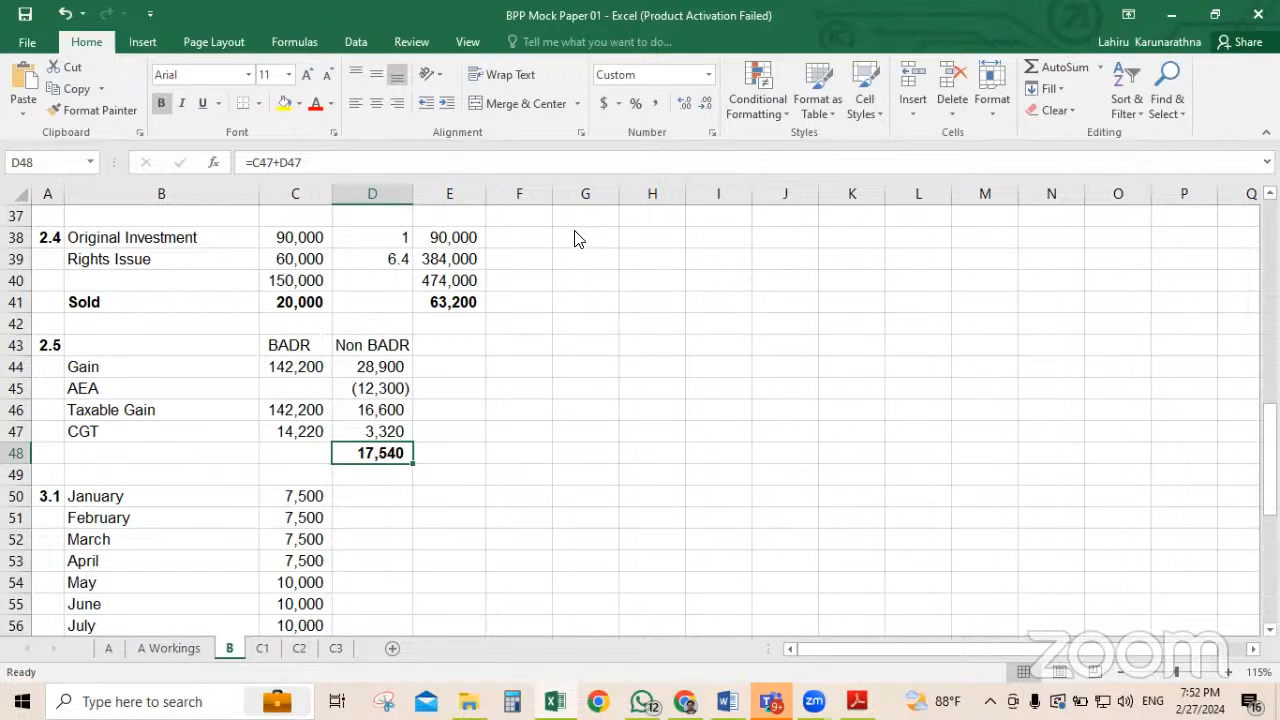 BPP Mock Paper 01 - Excel (Product Activation Failed)
File Home Insert Page Layout Formulas Data Review View Tell me what you want to do... Lahiru Karunarathna Share
Paste Cut Copy Format Painter Arial 11 Wrap Text Merge & Center Custom Conditional Formatting Format as Table Cell Styles Insert Delete Format AutoSum Fill Clear Sort & Filter Find & Select
Clipboard Font Alignment Number Styles Cells Editing
D48 fx =C47+D47
A B C D E F G H I J K L M N O P Q
37
38 2.4 Original Investment 90,000 1 90,000
39 Rights Issue 60,000 6.4 384,000
40 150,000 474,000
41 Sold 20,000 63,200
42
43 2.5 BADR Non BADR
44 Gain 142,200 28,900
45 AEA (12,300)
46 Taxable Gain 142,200 16,600
47 CGT 14,220 3,320
48 17,540
49
50 3.1 January 7,500
51 February 7,500
52 March 7,500
53 April 7,500
54 May 10,000
55 June 10,000
56 July 10,000
A A Workings B C1 C2 C3
zoom
Ready 115%
Type here to search 12 9+ 88°F ENG 7:52 PM 2/27/2024 16